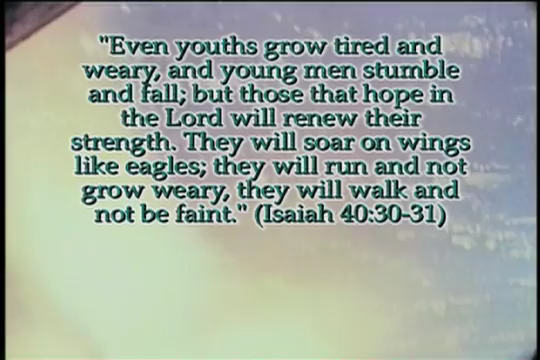 "Even youths grow tired and
weary, and young men stumble
and fall; but those that hope in
the Lord will renew their
strength. They will soar on wings
like eagles; they will run and not
grow weary, they will walk and
not be faint." (Isaiah 40:30-31)